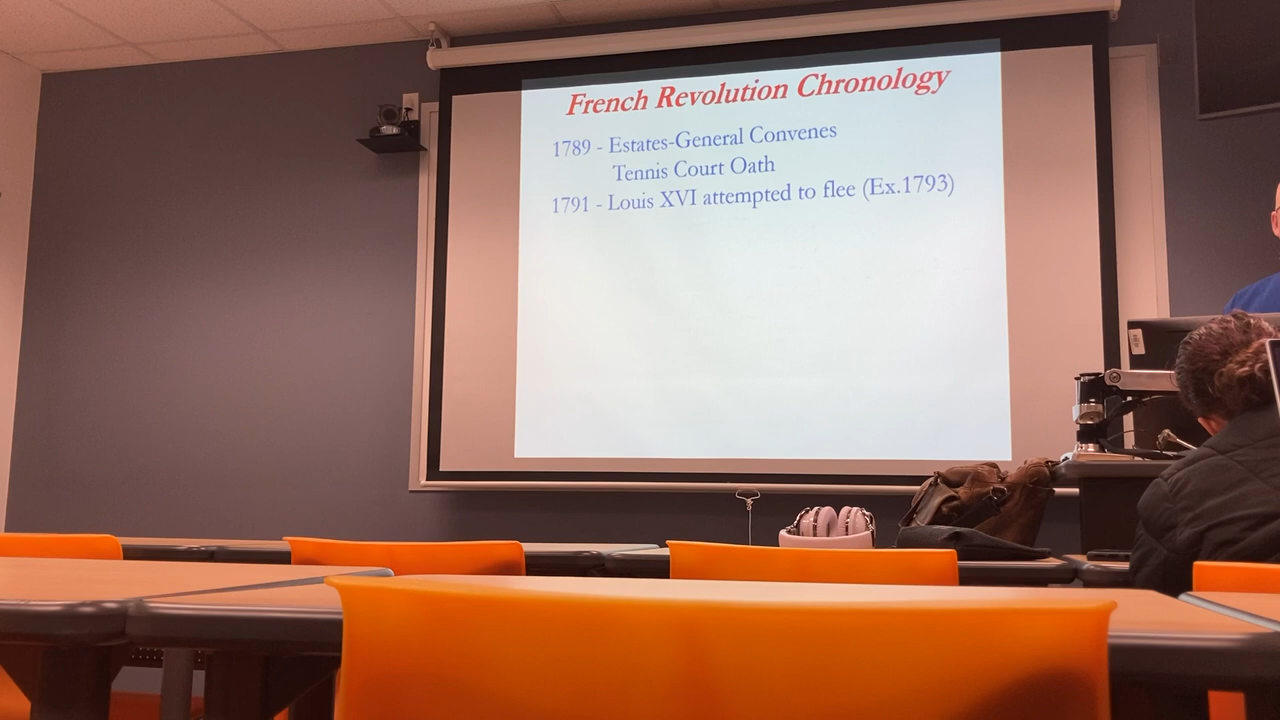 French Revolution Chronology
1789 - Estates-General Convenes
Tennis Court Oath
1791 - Louis XVI attempted to flee (Ex.1793)